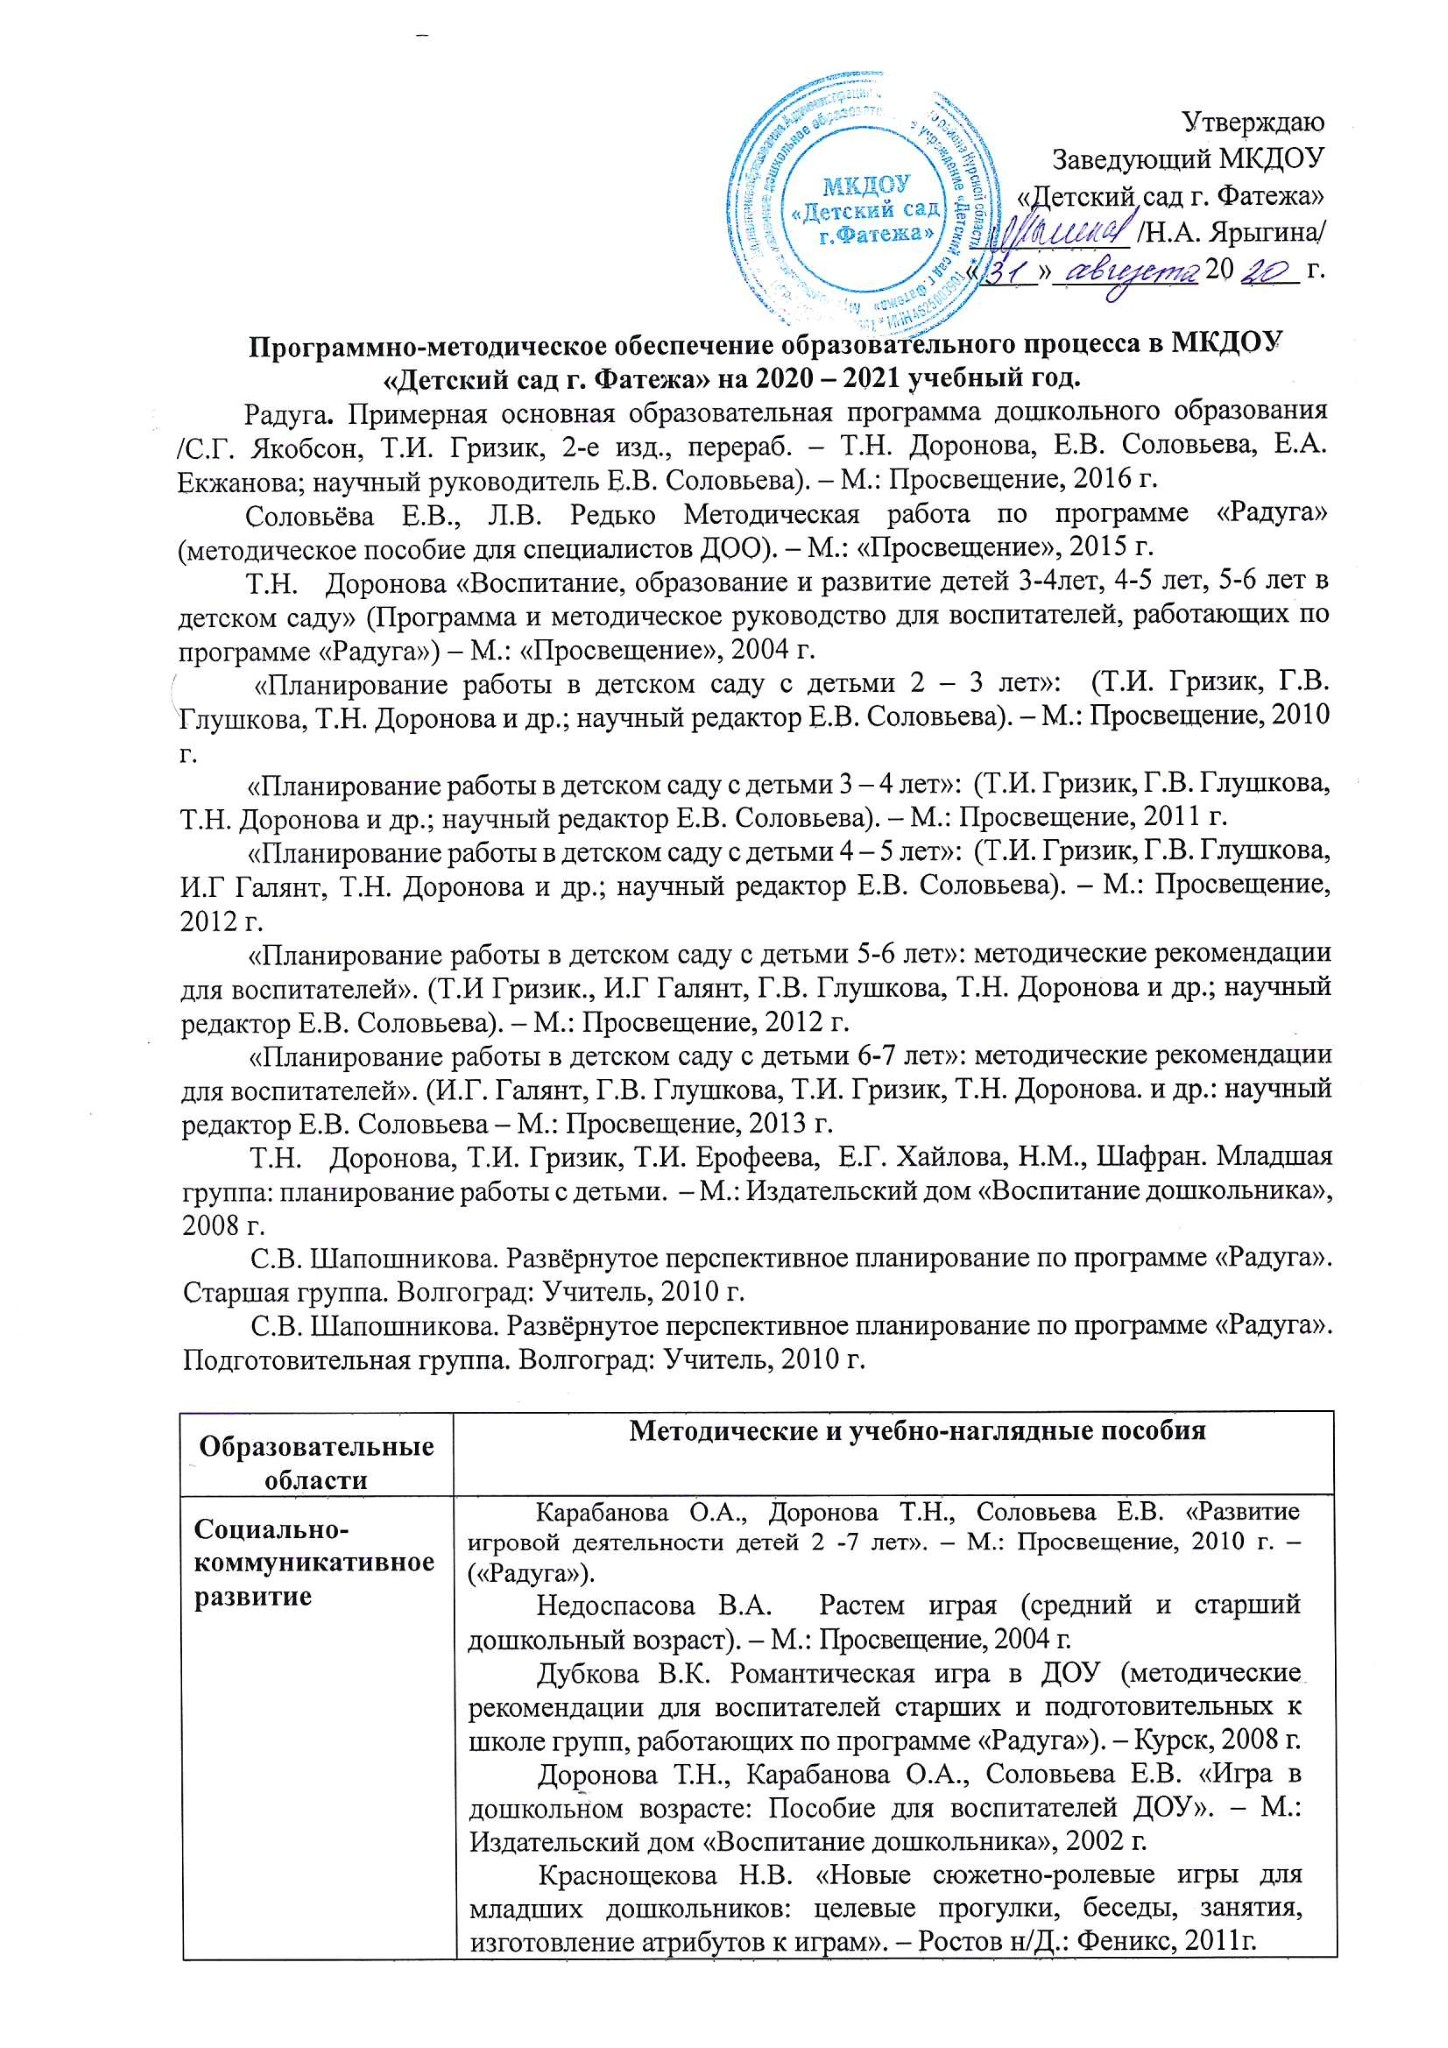 Утверждаю
Заведующий МКДОУ
«Детский сад г. Фатежа»
/Н.А. Ярыгина/
«31» августа 2020 г.
МКДОУ
«Детский сад
г.Фатежа»
Программно-методическое обеспечение образовательного процесса в МКДОУ
«Детский сад г. Фатежа» на 2020 – 2021 учебный год.
Радуга. Примерная основная образовательная программа дошкольного образования
/С.Г. Якобсон, Т.И. Гризик, 2-е изд., перераб. – Т.Н. Доронова, Е.В. Соловьева, Е.А.
Екжанова; научный руководитель Е.В. Соловьева). – М.: Просвещение, 2016 г.
Соловьёва Е.В., Л.В. Редько Методическая работа по программе «Радуга»
(методическое пособие для специалистов ДОО). – М.: «Просвещение», 2015 г.
Т.Н. Доронова «Воспитание, образование и развитие детей 3-4лет, 4-5 лет, 5-6 лет в
детском саду» (Программа и методическое руководство для воспитателей, работающих по
программе «Радуга») – М.: «Просвещение», 2004 г.
«Планирование работы в детском саду с детьми 2 – 3 лет»: (Т.И. Гризик, Г.В.
Глушкова, Т.Н. Доронова и др.; научный редактор Е.В. Соловьева). – М.: Просвещение, 2010
г.
«Планирование работы в детском саду с детьми 3 – 4 лет»: (Т.И. Гризик, Г.В. Глушкова,
Т.Н. Доронова и др.; научный редактор Е.В. Соловьева). – М.: Просвещение, 2011 г.
«Планирование работы в детском саду с детьми 4 – 5 лет»: (Т.И. Гризик, Г.В. Глушкова,
И.Г Галянт, Т.Н. Доронова и др.; научный редактор Е.В. Соловьева). – М.: Просвещение,
2012 г.
«Планирование работы в детском саду с детьми 5-6 лет»: методические рекомендации
для воспитателей». (Т.И Гризик., И.Г Галянт, Г.В. Глушкова, Т.Н. Доронова и др.; научный
редактор Е.В. Соловьева). – М.: Просвещение, 2012 г.
«Планирование работы в детском саду с детьми 6-7 лет»: методические рекомендации
для воспитателей». (И.Г. Галянт, Г.В. Глушкова, Т.И. Гризик, Т.Н. Доронова. и др.: научный
редактор Е.В. Соловьева – М.: Просвещение, 2013 г.
Т.Н. Доронова, Т.И. Гризик, Т.И. Ерофеева, Е.Г. Хайлова, Н.М., Шафран. Младшая
группа: планирование работы с детьми. – М.: Издательский дом «Воспитание дошкольника»,
2008 г.
С.В. Шапошникова. Развёрнутое перспективное планирование по программе «Радуга».
Старшая группа. Волгоград: Учитель, 2010 г.
С.В. Шапошникова. Развёрнутое перспективное планирование по программе «Радуга».
Подготовительная группа. Волгоград: Учитель, 2010 г.
Образовательные
области
Методические и учебно-наглядные пособия
Социально-
коммуникативное
развитие
Карабанова О.А., Доронова Т.Н., Соловьева Е.В. «Развитие
игровой деятельности детей 2 -7 лет». – М.: Просвещение, 2010 г. –
(«Радуга»).
Недоспасова В.А. Растем играя (средний и старший
дошкольный возраст). – М.: Просвещение, 2004 г.
Дубкова В.К. Романтическая игра в ДОУ (методические
рекомендации для воспитателей старших и подготовительных к
школе групп, работающих по программе «Радуга»). – Курск, 2008 г.
Доронова Т.Н., Карабанова О.А., Соловьева Е.В. «Игра в
дошкольном возрасте: Пособие для воспитателей ДОУ». – М.:
Издательский дом «Воспитание дошкольника», 2002 г.
Краснощекова Н.В. «Новые сюжетно-ролевые игры для
младших дошкольников: целевые прогулки, беседы, занятия,
изготовление атрибутов к играм». – Ростов н/Д.: Феникс, 2011г.